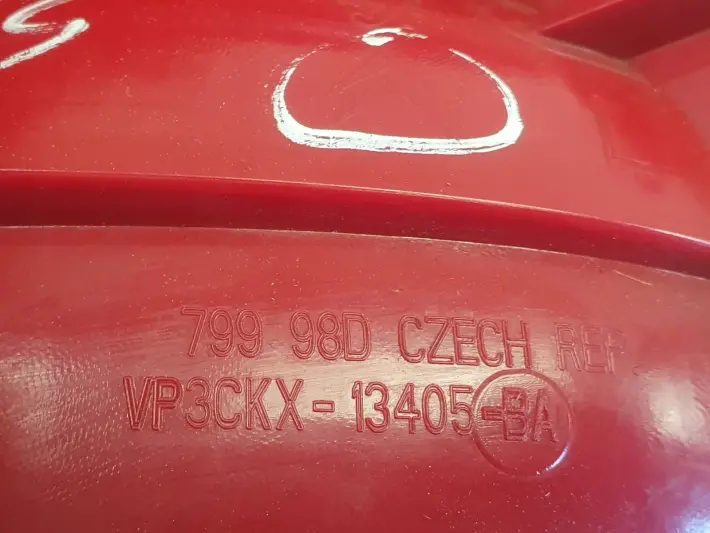 799 98D CZECH REP.
VP3CKX-13405-BA